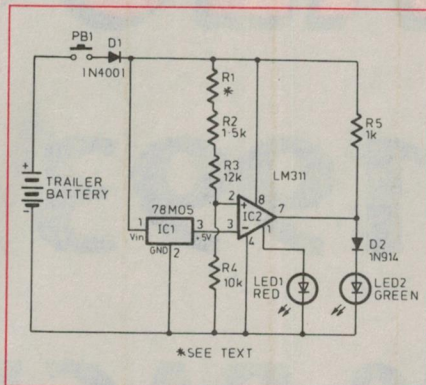 PB1
D1
1N4001
R1
*
R2
1·5k
R3
12k
R5
1k
LM311
+
TRAILER
BATTERY
-
78M05
1
Vin
IC1
3
+5V
GND
2
2
+
8
IC2
7
3
-
1
4
R4
10k
D2
1N914
LED1
RED
LED2
GREEN
*SEE TEXT